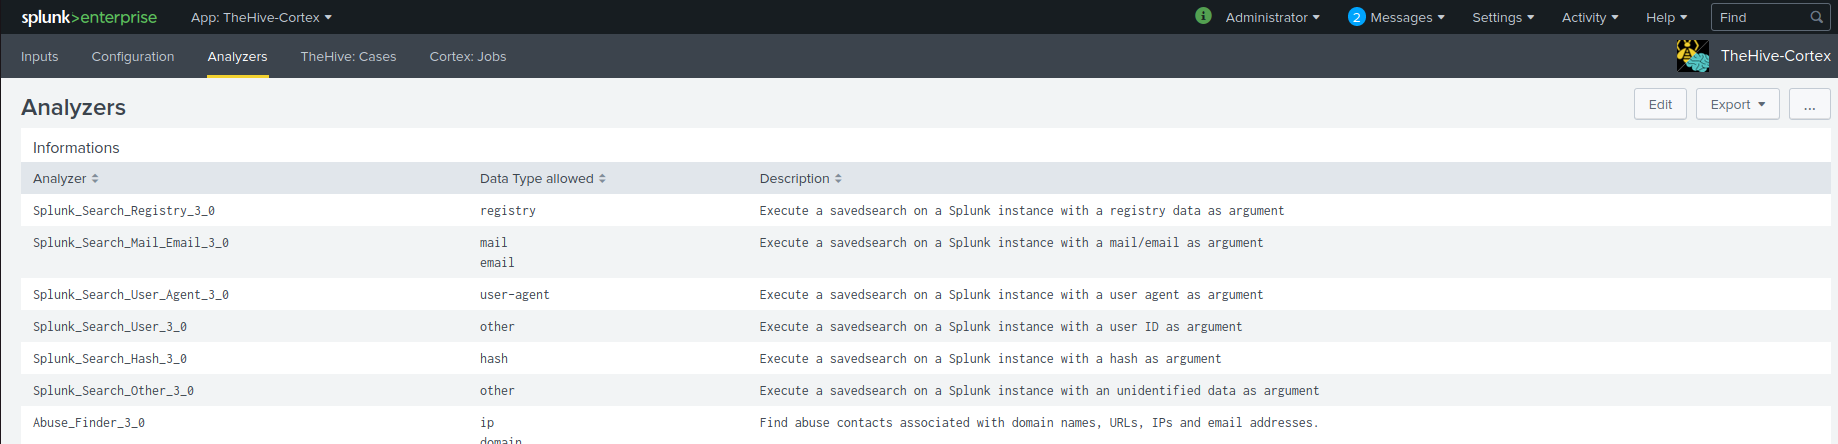 splunk>enterprise App: TheHive-Cortex i Administrator 2 Messages Settings Activity Help Find
Inputs Configuration Analyzers TheHive: Cases Cortex: Jobs TheHive-Cortex
Analyzers Edit Export ...
Informations
Analyzer Data Type allowed Description
Splunk_Search_Registry_3_0 registry Execute a savedsearch on a Splunk instance with a registry data as argument
Splunk_Search_Mail_Email_3_0 mail Execute a savedsearch on a Splunk instance with a mail/email as argument
email
Splunk_Search_User_Agent_3_0 user-agent Execute a savedsearch on a Splunk instance with a user agent as argument
Splunk_Search_User_3_0 other Execute a savedsearch on a Splunk instance with a user ID as argument
Splunk_Search_Hash_3_0 hash Execute a savedsearch on a Splunk instance with a hash as argument
Splunk_Search_Other_3_0 other Execute a savedsearch on a Splunk instance with an unidentified data as argument
Abuse_Finder_3_0 ip Find abuse contacts associated with domain names, URLs, IPs and email addresses.
domain